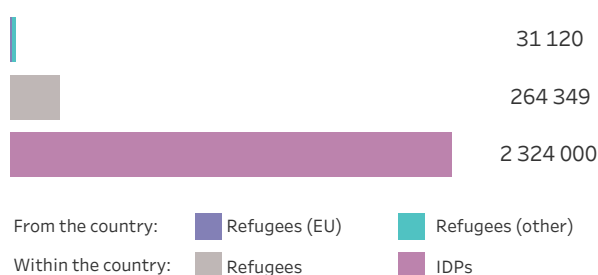 31 120
264 349
2 324 000
From the country: Refugees (EU) Refugees (other)
Within the country: Refugees IDPs